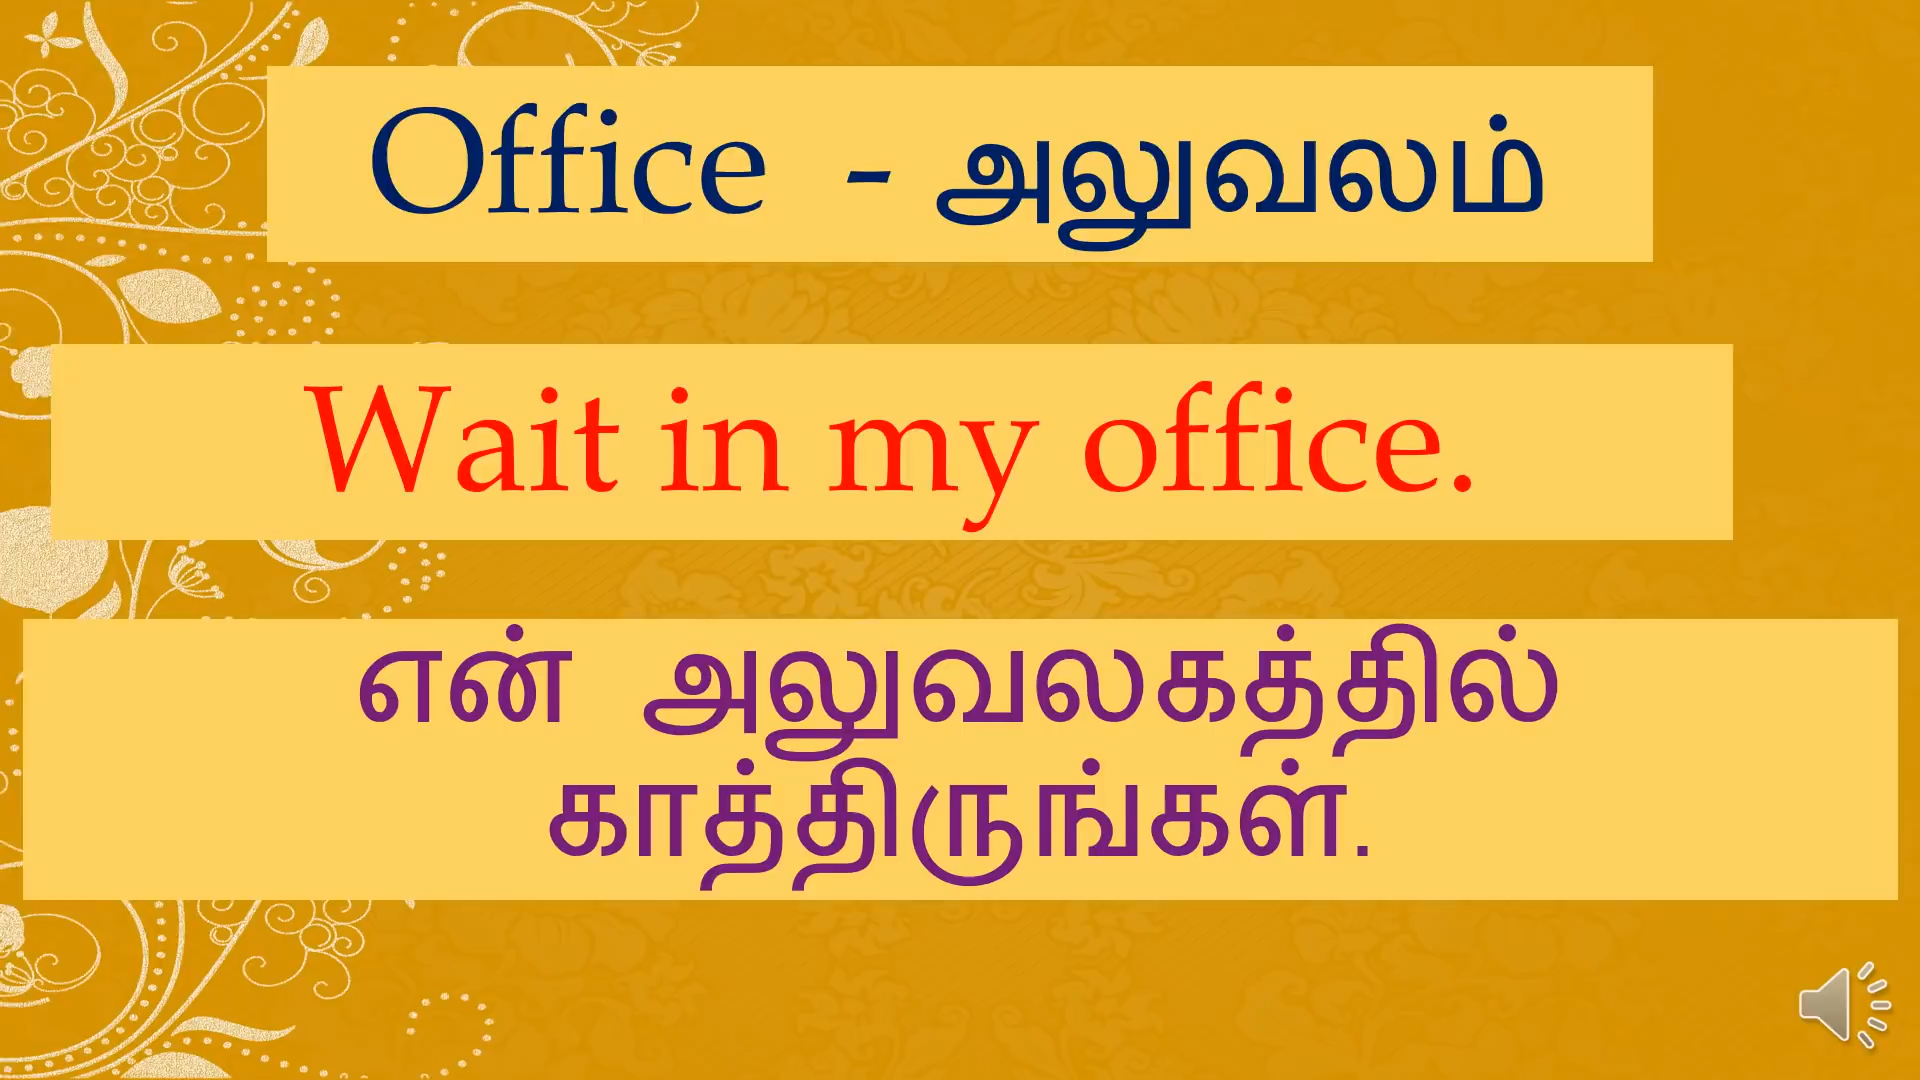 Office - அலுவலம்
Wait in my office.
என் அலுவலகத்தில்
காத்திருங்கள்.